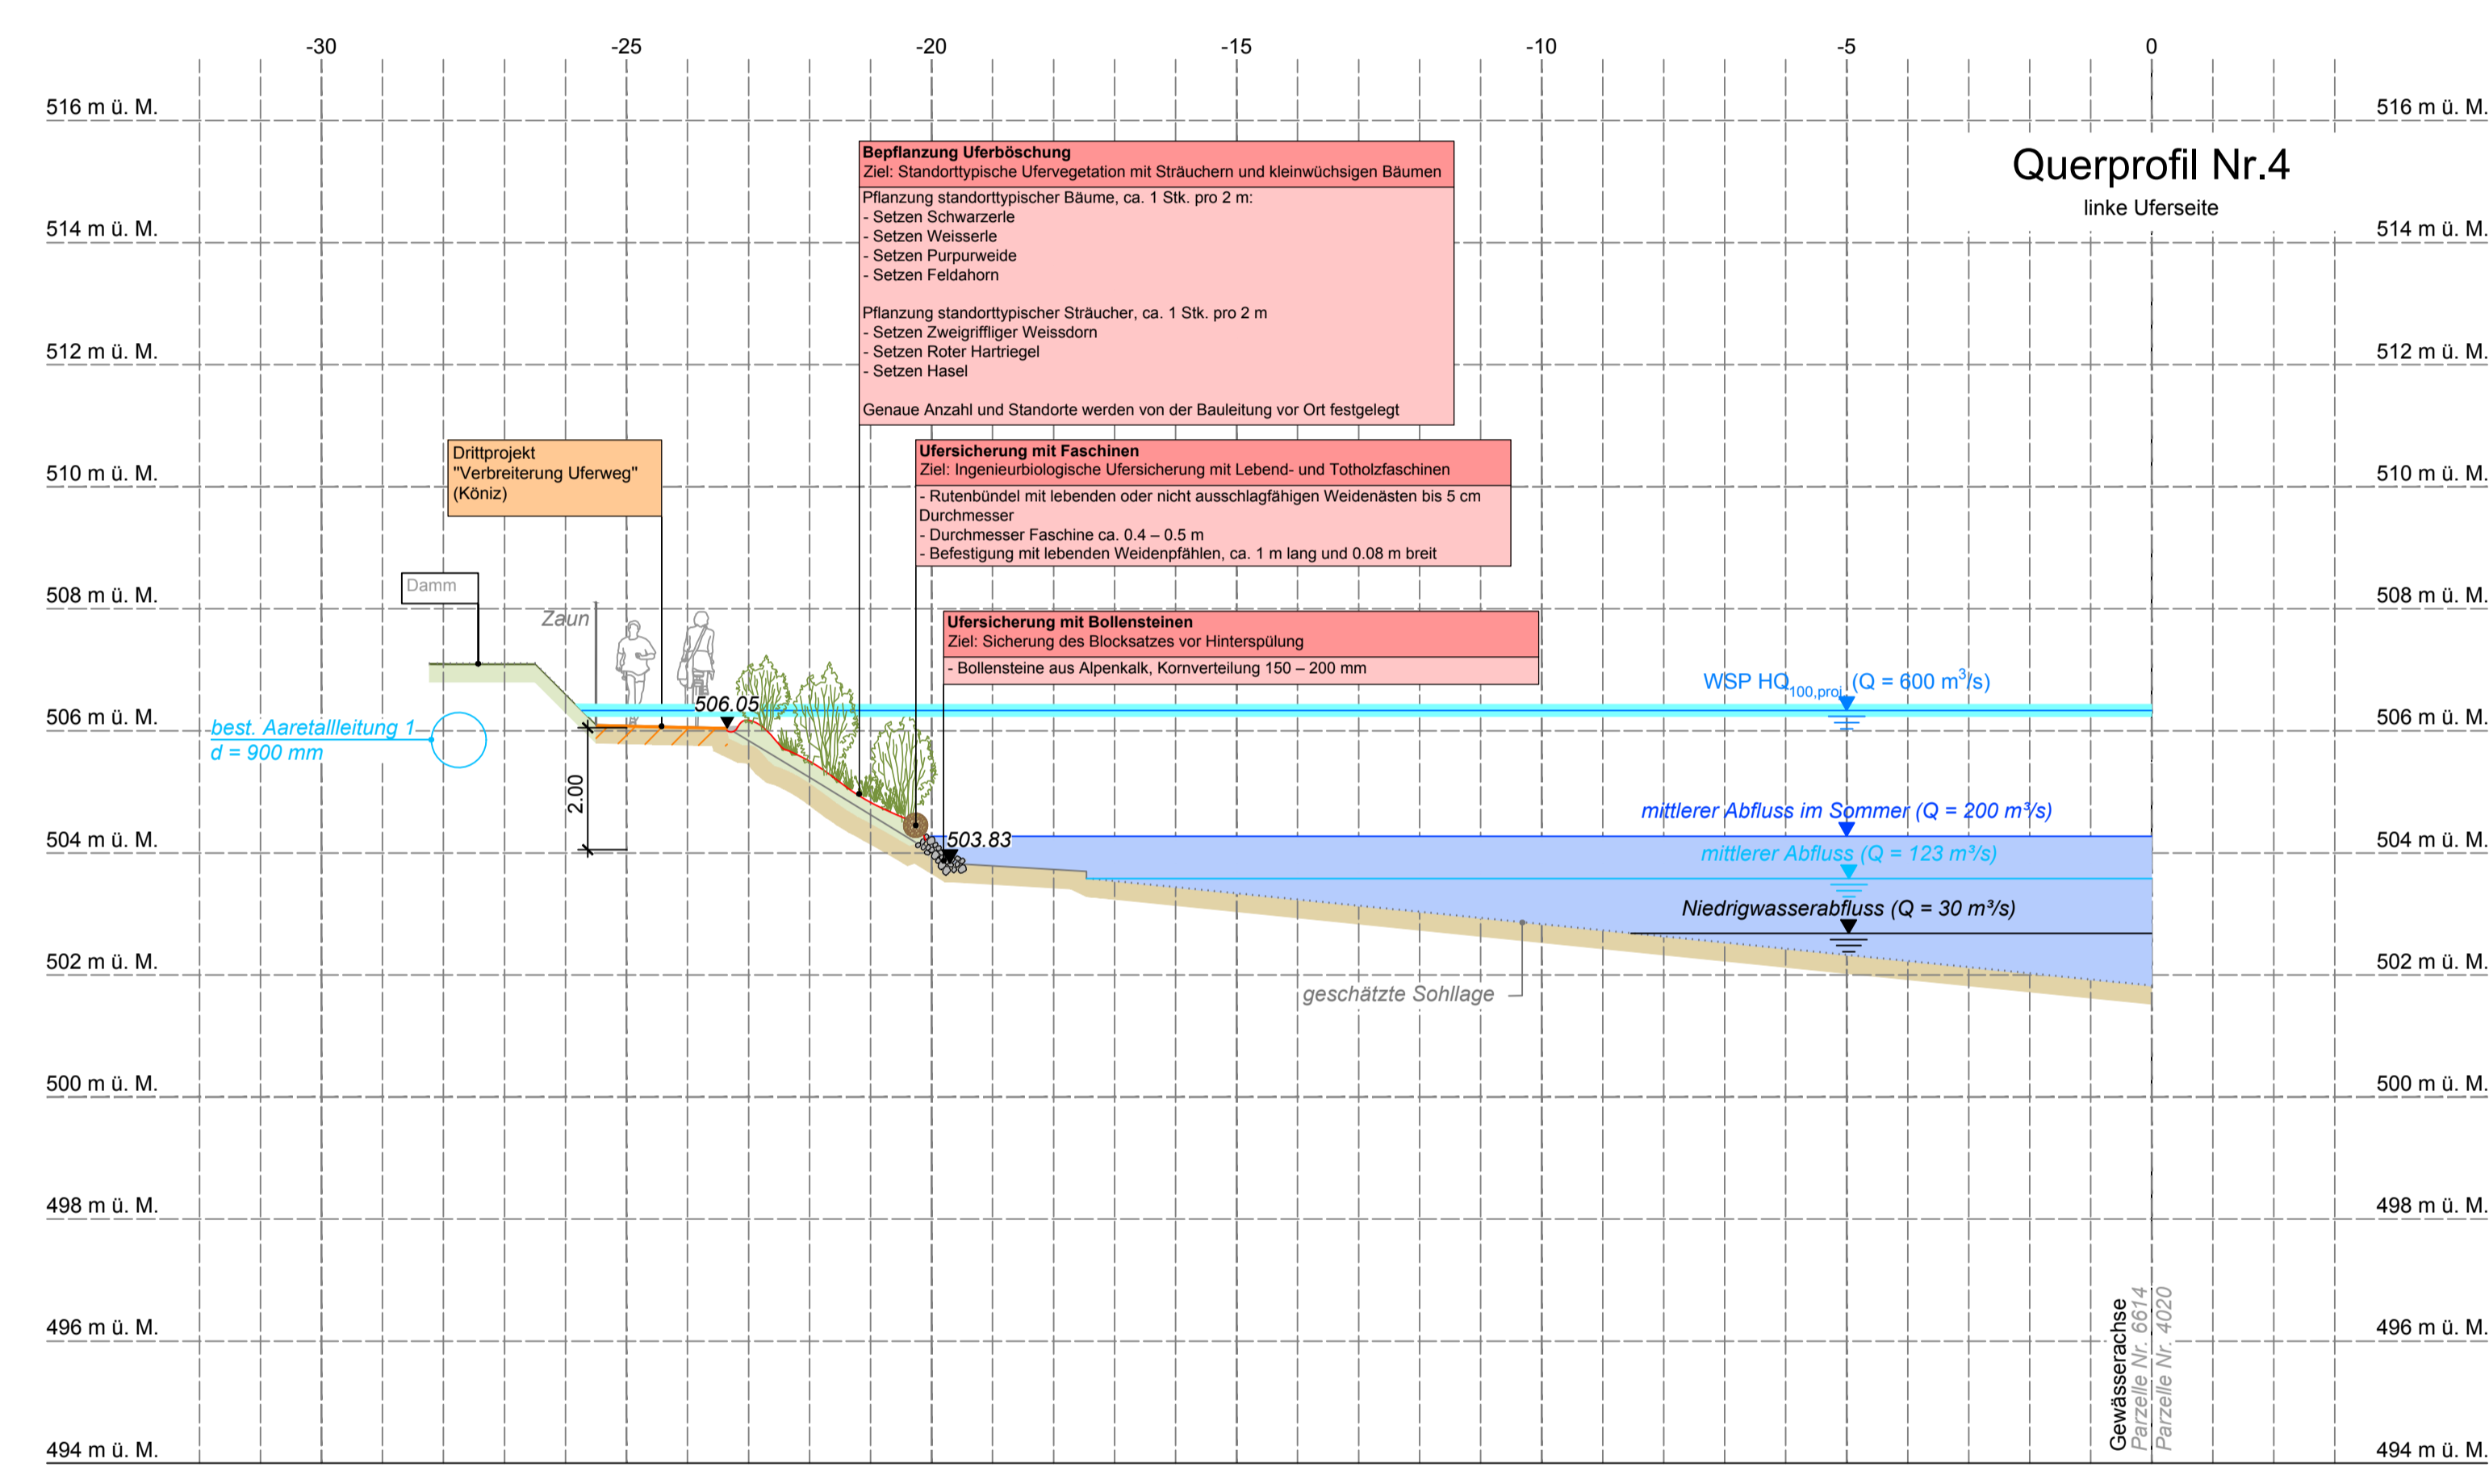 -30 -25 -20 -15 -10 -5 0
516 m ü. M. 516 m ü. M.
Querprofil Nr.4
linke Uferseite
Bepflanzung Uferböschung
Ziel: Standorttypische Ufervegetation mit Sträuchern und kleinwüchsigen Bäumen
Pflanzung standorttypischer Bäume, ca. 1 Stk. pro 2 m:
- Setzen Schwarzerle
- Setzen Weisserle
- Setzen Purpurweide
- Setzen Feldahorn
Pflanzung standorttypischer Sträucher, ca. 1 Stk. pro 2 m
- Setzen Zweigriffliger Weissdorn
- Setzen Roter Hartriegel
- Setzen Hasel
Genaue Anzahl und Standorte werden von der Bauleitung vor Ort festgelegt
514 m ü. M. 514 m ü. M.
512 m ü. M. 512 m ü. M.
Drittprojekt
"Verbreiterung Uferweg"
(Köniz)
Ufersicherung mit Faschinen
Ziel: Ingenieurbiologische Ufersicherung mit Lebend- und Totholzfaschinen
- Rutenbündel mit lebenden oder nicht ausschlagfähigen Weidenästen bis 5 cm
Durchmesser
- Durchmesser Faschine ca. 0.4 – 0.5 m
- Befestigung mit lebenden Weidenpfählen, ca. 1 m lang und 0.08 m breit
510 m ü. M. 510 m ü. M.
Damm
508 m ü. M. 508 m ü. M.
Zaun
Ufersicherung mit Bollensteinen
Ziel: Sicherung des Blocksatzes vor Hinterspülung
- Bollensteine aus Alpenkalk, Kornverteilung 150 – 200 mm
WSP HQ100,proj. (Q = 600 m³/s)
506.05
506 m ü. M. 506 m ü. M.
best. Aaretallleitung 1
d = 900 mm
2.00
mittlerer Abfluss im Sommer (Q = 200 m³/s)
503.83
504 m ü. M. 504 m ü. M.
mittlerer Abfluss (Q = 123 m³/s)
Niedrigwasserabfluss (Q = 30 m³/s)
502 m ü. M. 502 m ü. M.
geschätzte Sohllage
500 m ü. M. 500 m ü. M.
498 m ü. M. 498 m ü. M.
496 m ü. M. 496 m ü. M.
Gewässerachse
Parzelle Nr. 6614
Parzelle Nr. 4020
494 m ü. M. 494 m ü. M.